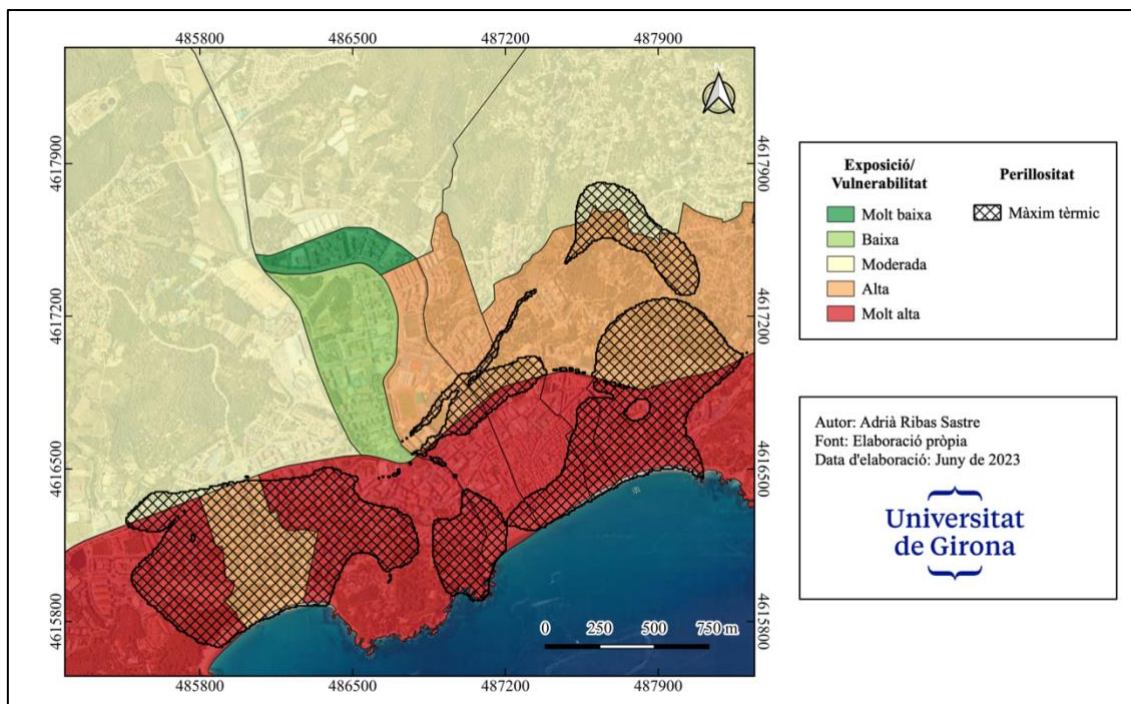 485800 486500 487200 487900
N
4617900 4617900
4617200 4617200
4616500 4616500
4615800 4615800
0 250 500 750 m
485800 486500 487200 487900
Exposició/
Vulnerabilitat
Molt baixa
Baixa
Moderada
Alta
Molt alta
Perillositat
Màxim tèrmic
Autor: Adrià Ribas Sastre
Font: Elaboració pròpia
Data d'elaboració: Juny de 2023
Universitat
de Girona